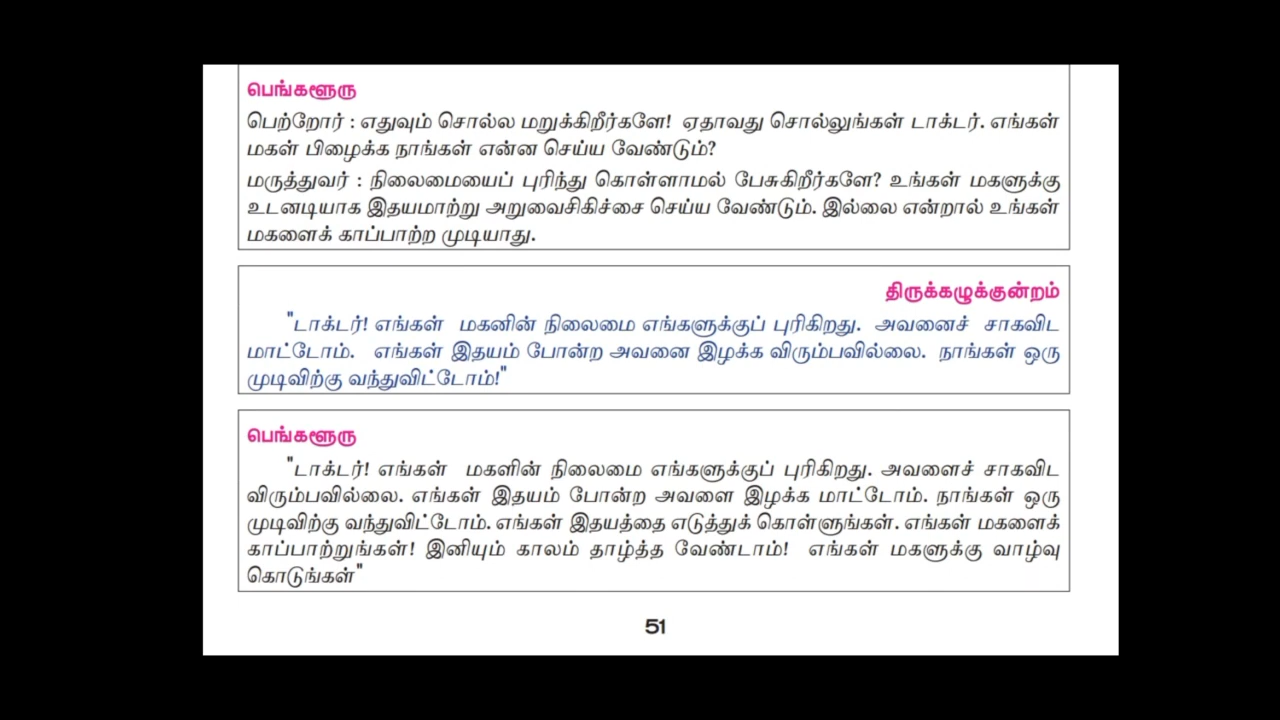 பெங்களூரு
பெற்றோர் : எதுவும் சொல்ல மறுக்கிறீர்களே! ஏதாவது சொல்லுங்கள் டாக்டர். எங்கள்
மகள் பிழைக்க நாங்கள் என்ன செய்ய வேண்டும்?
மருத்துவர் : நிலைமையைப் புரிந்து கொள்ளாமல் பேசுகிறீர்களே? உங்கள் மகளுக்கு
உடனடியாக இதயமாற்று அறுவைசிகிச்சை செய்ய வேண்டும். இல்லை என்றால் உங்கள்
மகளைக் காப்பாற்ற முடியாது.
திருக்கழுக்குன்றம்
"டாக்டர்! எங்கள் மகனின் நிலைமை எங்களுக்குப் புரிகிறது. அவனைச் சாகவிட
மாட்டோம். எங்கள் இதயம் போன்ற அவனை இழக்க விரும்பவில்லை. நாங்கள் ஒரு
முடிவிற்கு வந்துவிட்டோம்!"
பெங்களூரு
"டாக்டர்! எங்கள் மகளின் நிலைமை எங்களுக்குப் புரிகிறது. அவளைச் சாகவிட
விரும்பவில்லை. எங்கள் இதயம் போன்ற அவளை இழக்க மாட்டோம். நாங்கள் ஒரு
முடிவிற்கு வந்துவிட்டோம். எங்கள் இதயத்தை எடுத்துக் கொள்ளுங்கள். எங்கள் மகளைக்
காப்பாற்றுங்கள்! இனியும் காலம் தாழ்த்த வேண்டாம்! எங்கள் மகளுக்கு வாழ்வு
கொடுங்கள்"
51